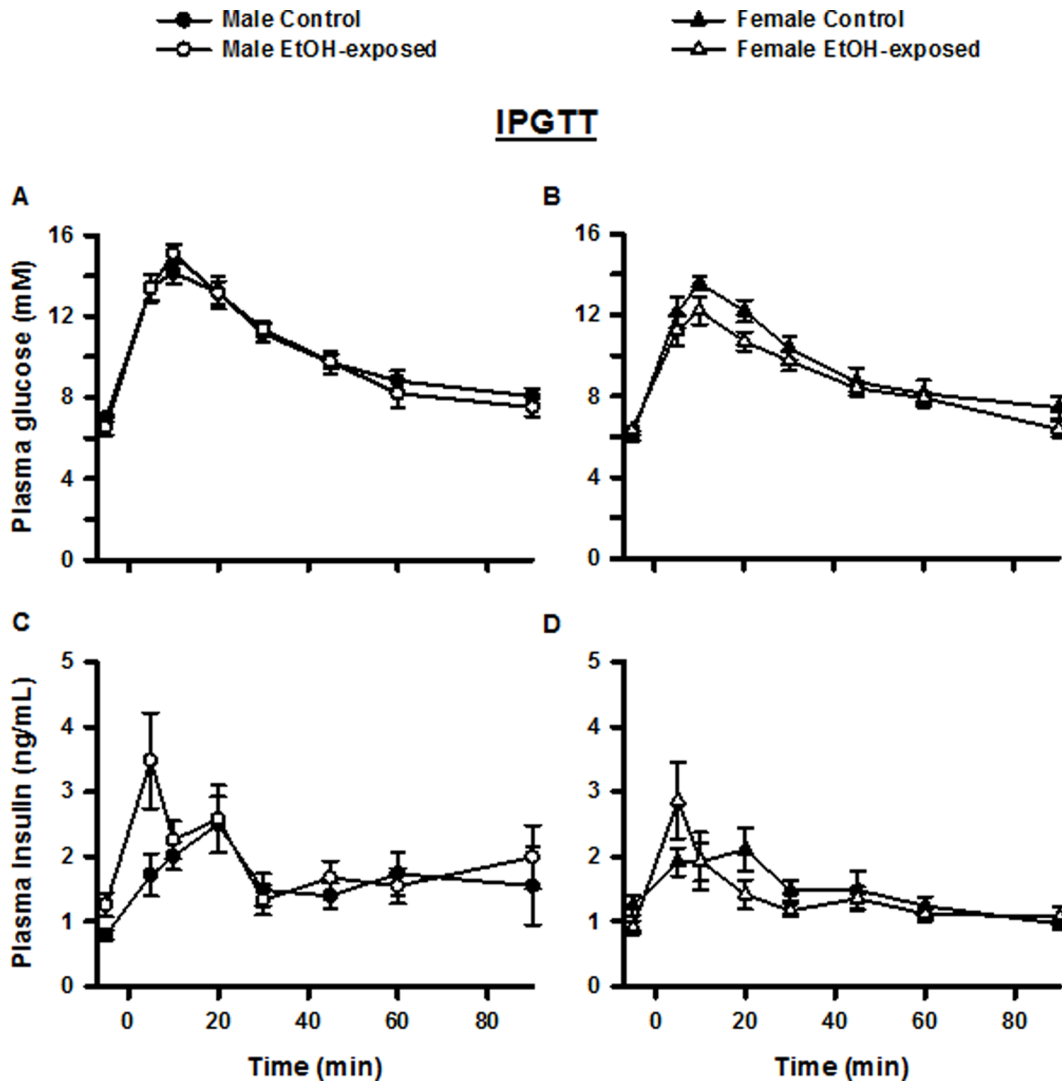 Male Control
Male EtOH-exposed
Female Control
Female EtOH-exposed
IPGTT
A
B
Plasma glucose (mM)
16
12
8
4
0
16
12
8
4
0
C
D
Plasma Insulin (ng/mL)
5
4
3
2
1
0
5
4
3
2
1
0
0 20 40 60 80
0 20 40 60 80
Time (min)
Time (min)